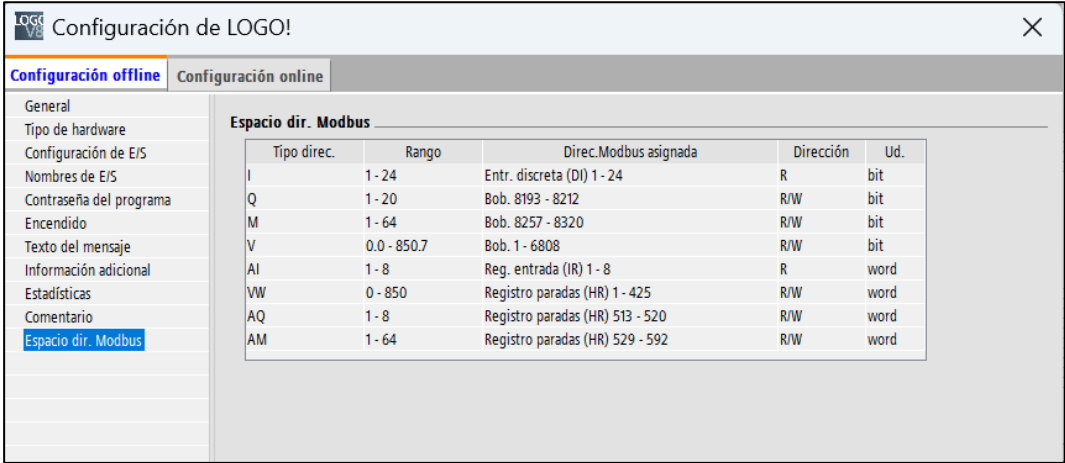 LOGO! V8 Configuración de LOGO!
Configuración offline Configuración online
General
Tipo de hardware
Configuración de E/S
Nombres de E/S
Contraseña del programa
Encendido
Texto del mensaje
Información adicional
Estadísticas
Comentario
Espacio dir. Modbus
Espacio dir. Modbus
Tipo direc. Rango Direc.Modbus asignada Dirección Ud.
I 1 - 24 Entr. discreta (DI) 1 - 24 R bit
Q 1 - 20 Bob. 8193 - 8212 R/W bit
M 1 - 64 Bob. 8257 - 8320 R/W bit
V 0.0 - 850.7 Bob. 1 - 6808 R/W bit
AI 1 - 8 Reg. entrada (IR) 1 - 8 R word
VW 0 - 850 Registro paradas (HR) 1 - 425 R/W word
AQ 1 - 8 Registro paradas (HR) 513 - 520 R/W word
AM 1 - 64 Registro paradas (HR) 529 - 592 R/W word